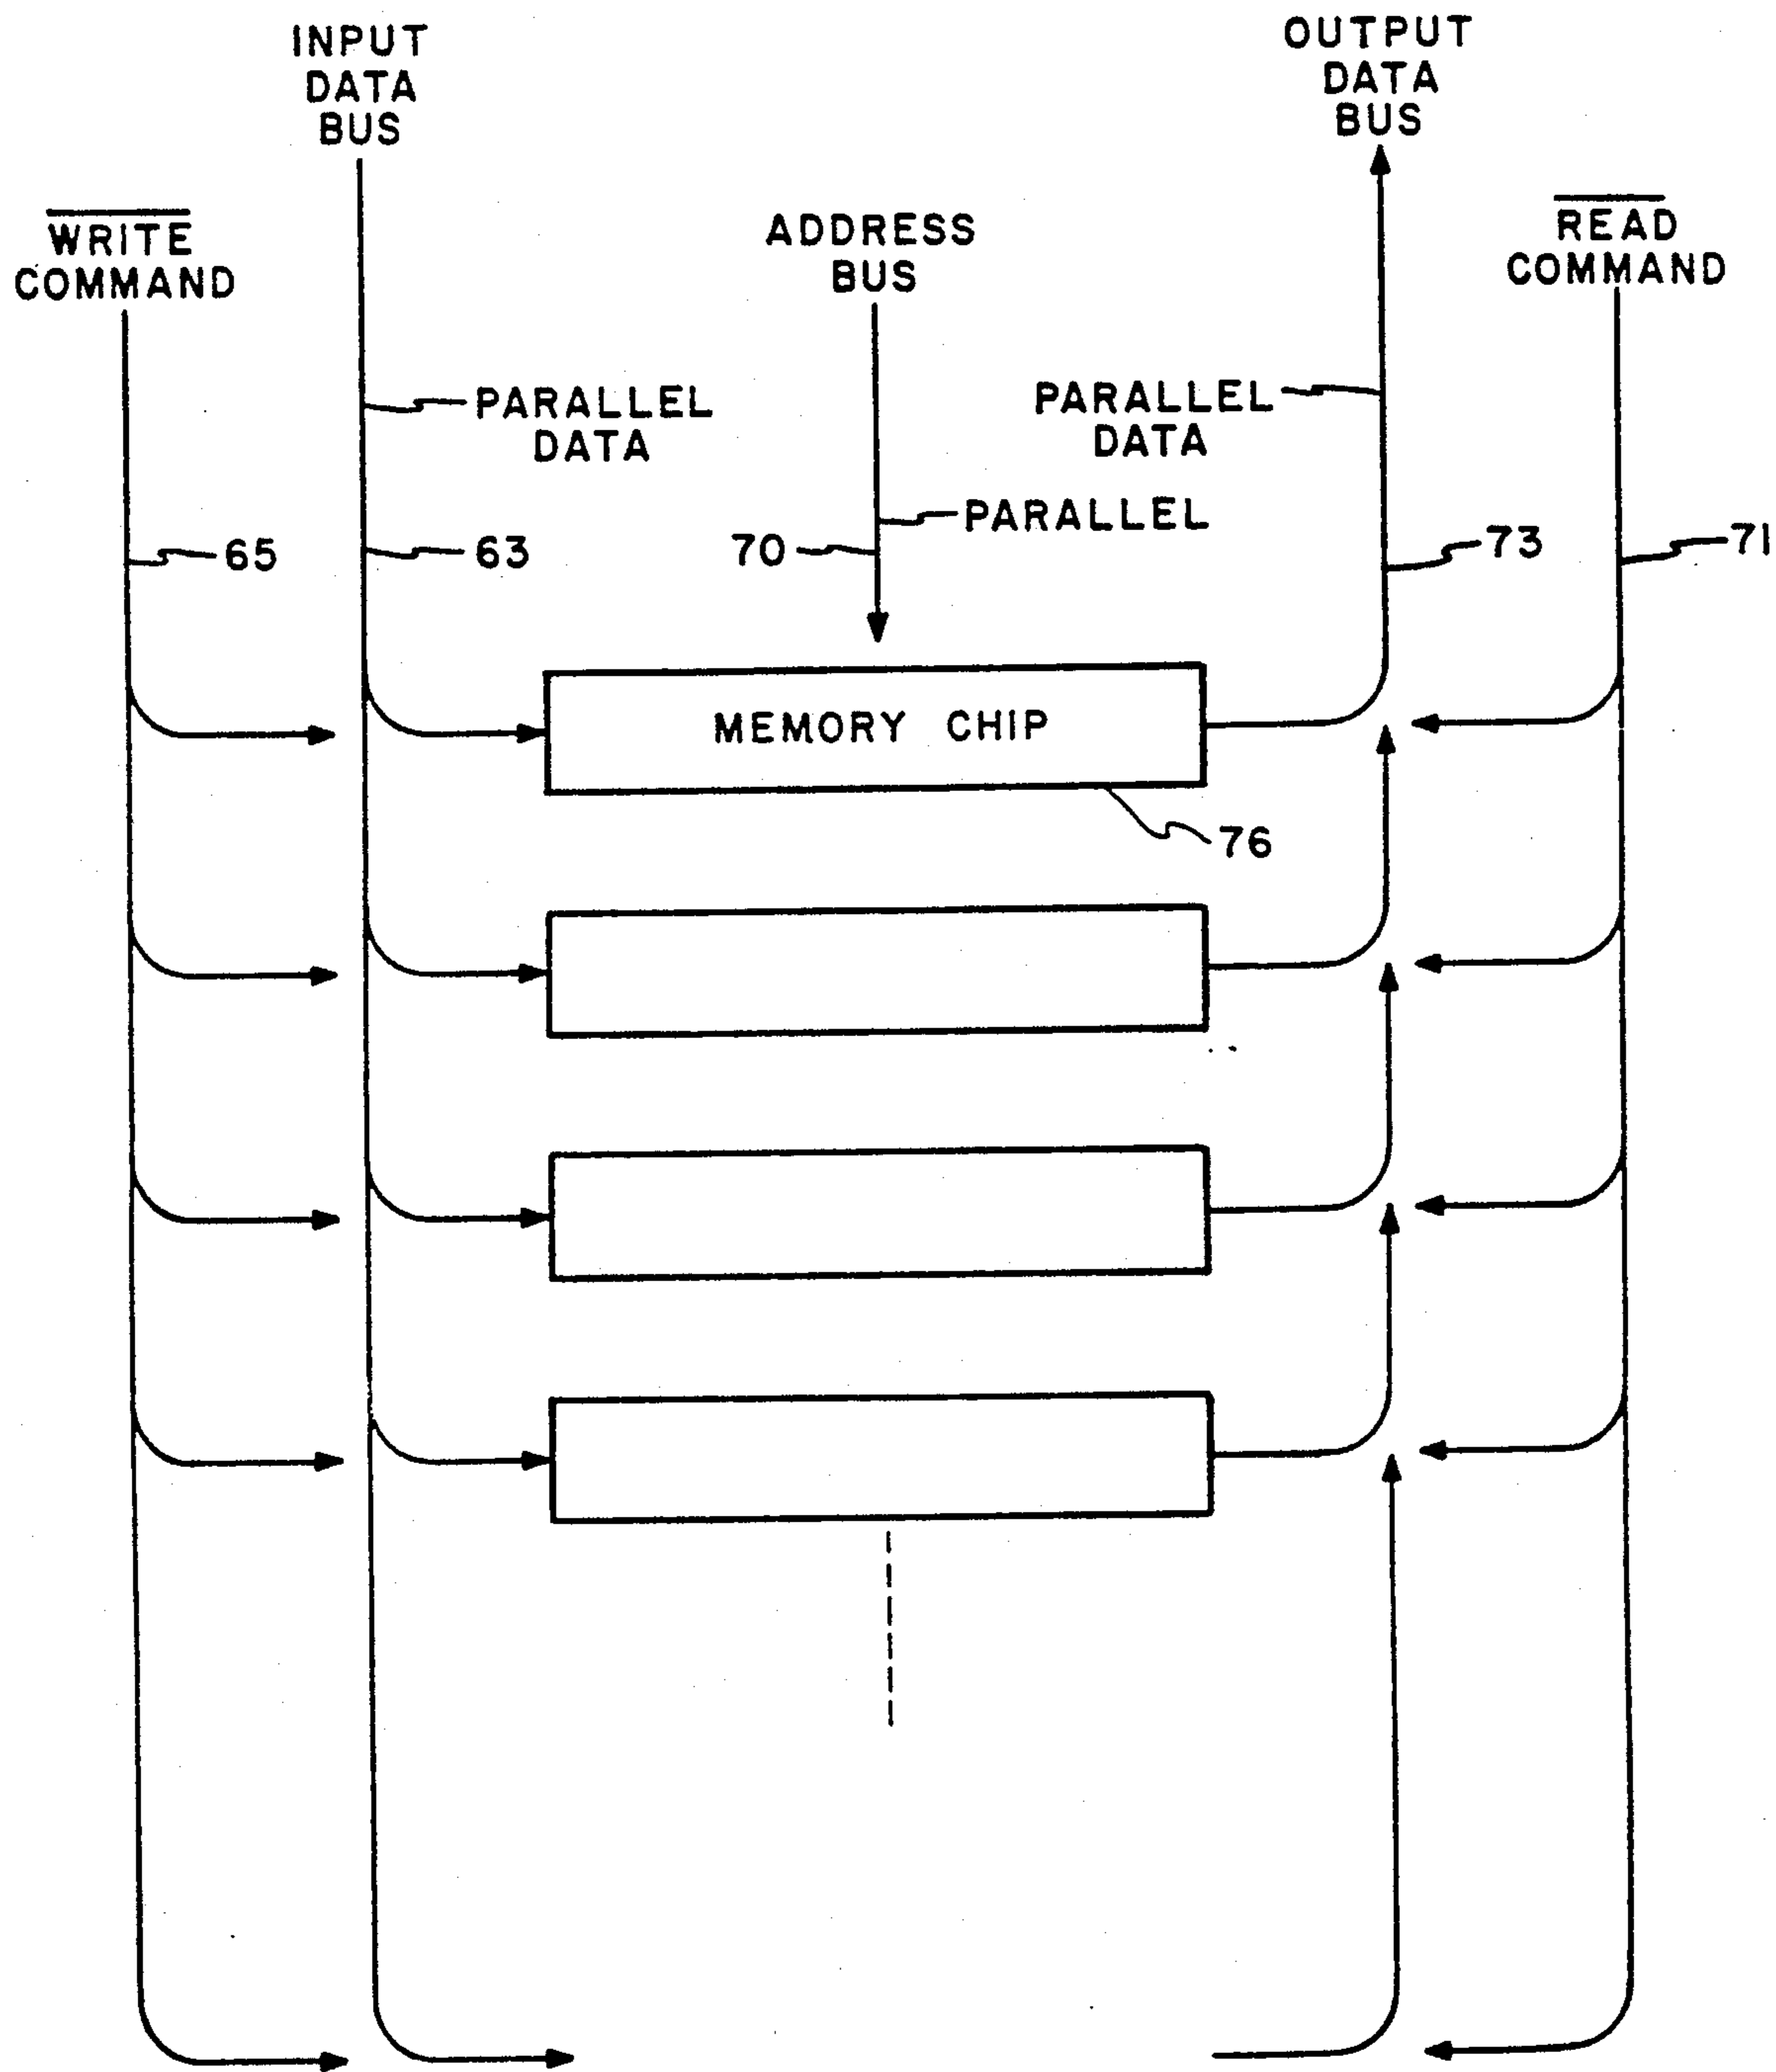 INPUT
DATA
BUS
OUTPUT
DATA
BUS
WRITE
COMMAND
ADDRESS
BUS
READ
COMMAND
PARALLEL
DATA
PARALLEL
DATA
PARALLEL
65
63
70
73
71
MEMORY CHIP
76